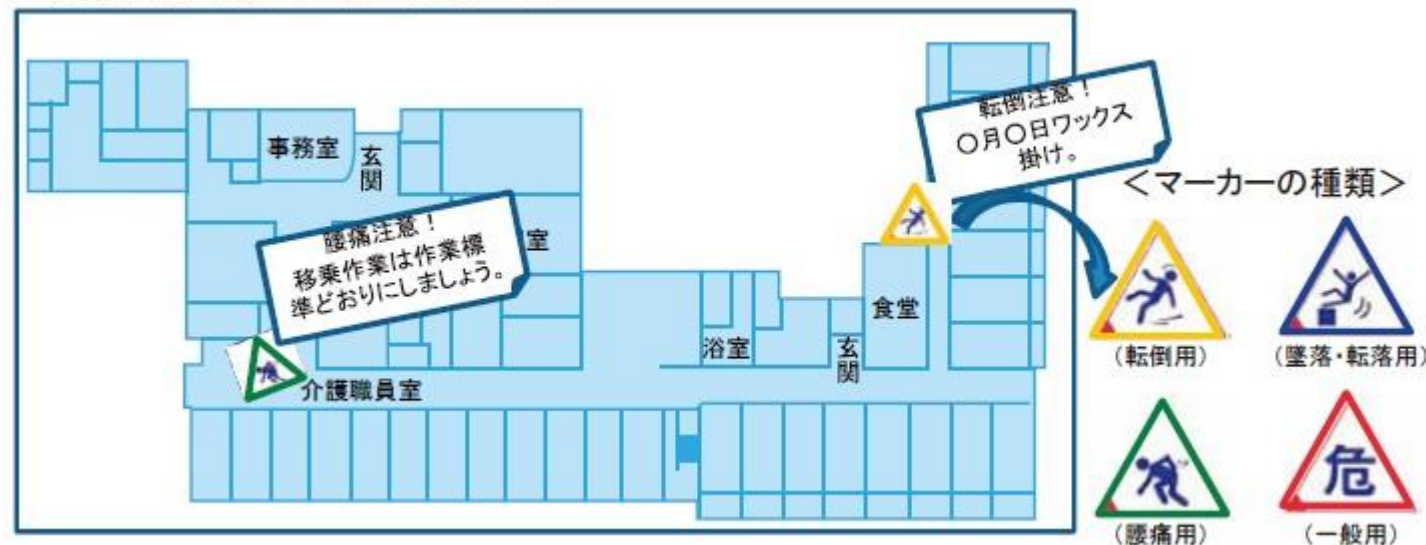 事務室
玄関
転倒注意！
〇月〇日ワックス
掛け。
＜マーカーの種類＞
腰痛注意！
移乗作業は作業標
準どおりにしましょう。
室
食堂
浴室
玄関
介護職員室
（転倒用）
（墜落・転落用）
危
（腰痛用）
（一般用）